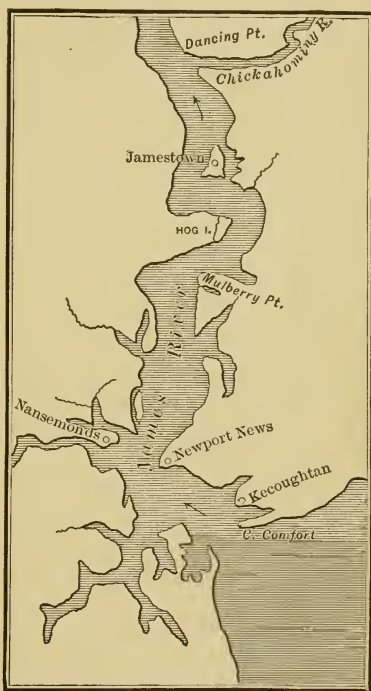 Dancing Pt.
Chickahominy R.
Jamestown
HOG I.
Mulberry Pt.
James River
Nansemonds
Newport News
Kecoughtan
C. Comfort